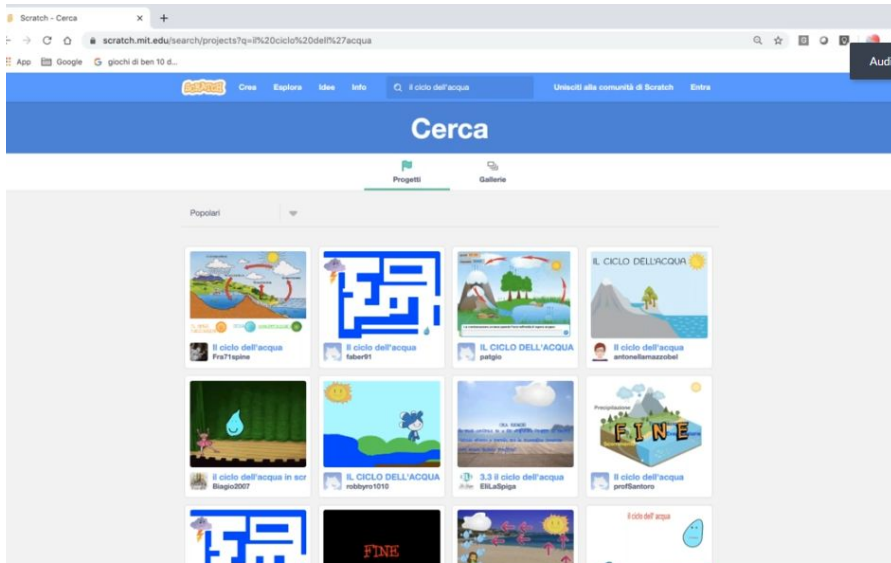 Scratch - Cerca
scratch.mit.edu/search/projects?q=il%20ciclo%20dell%27acqua
App Google giochi di ben 10 d...
Audi
SCRATCH Crea Esplora Idee Info il ciclo dell'acqua Unisciti alla comunità di Scratch Entra
Cerca
Progetti Gallerie
Popolari
IL CICLO DELL'ACQUA
Il ciclo dell'acqua
Fra71spine
Il ciclo dell'acqua
faber91
IL CICLO DELL'ACQUA
patgio
Il ciclo dell'acqua
antonellamazzobel
Precipitazione
FINE
il ciclo dell'acqua in scr
Biagio2007
IL CICLO DELL'ACQUA
robbyro1010
3.3 il ciclo dell'acqua
EliLaSpiga
Il ciclo dell'acqua
profSantoro
FINE
il ciclo dell'acqua